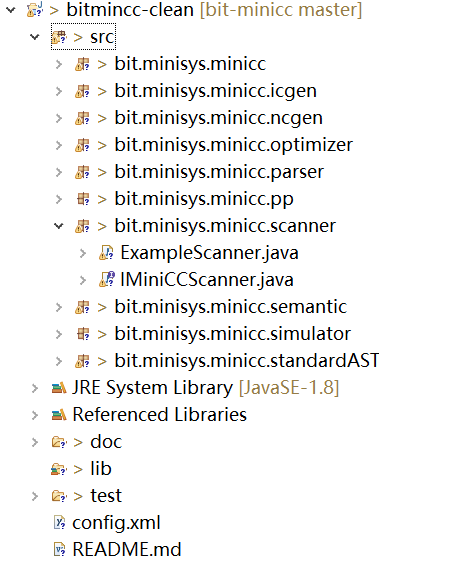 > bitmincc-clean [bit-minicc master]
> src
> bit.minisys.minicc
> bit.minisys.minicc.icgen
> bit.minisys.minicc.ncgen
> bit.minisys.minicc.optimizer
> bit.minisys.minicc.parser
> bit.minisys.minicc.pp
> bit.minisys.minicc.scanner
> ExampleScanner.java
> IMiniCCScanner.java
> bit.minisys.minicc.semantic
> bit.minisys.minicc.simulator
> bit.minisys.minicc.standardAST
JRE System Library [JavaSE-1.8]
Referenced Libraries
> doc
> lib
> test
config.xml
README.md